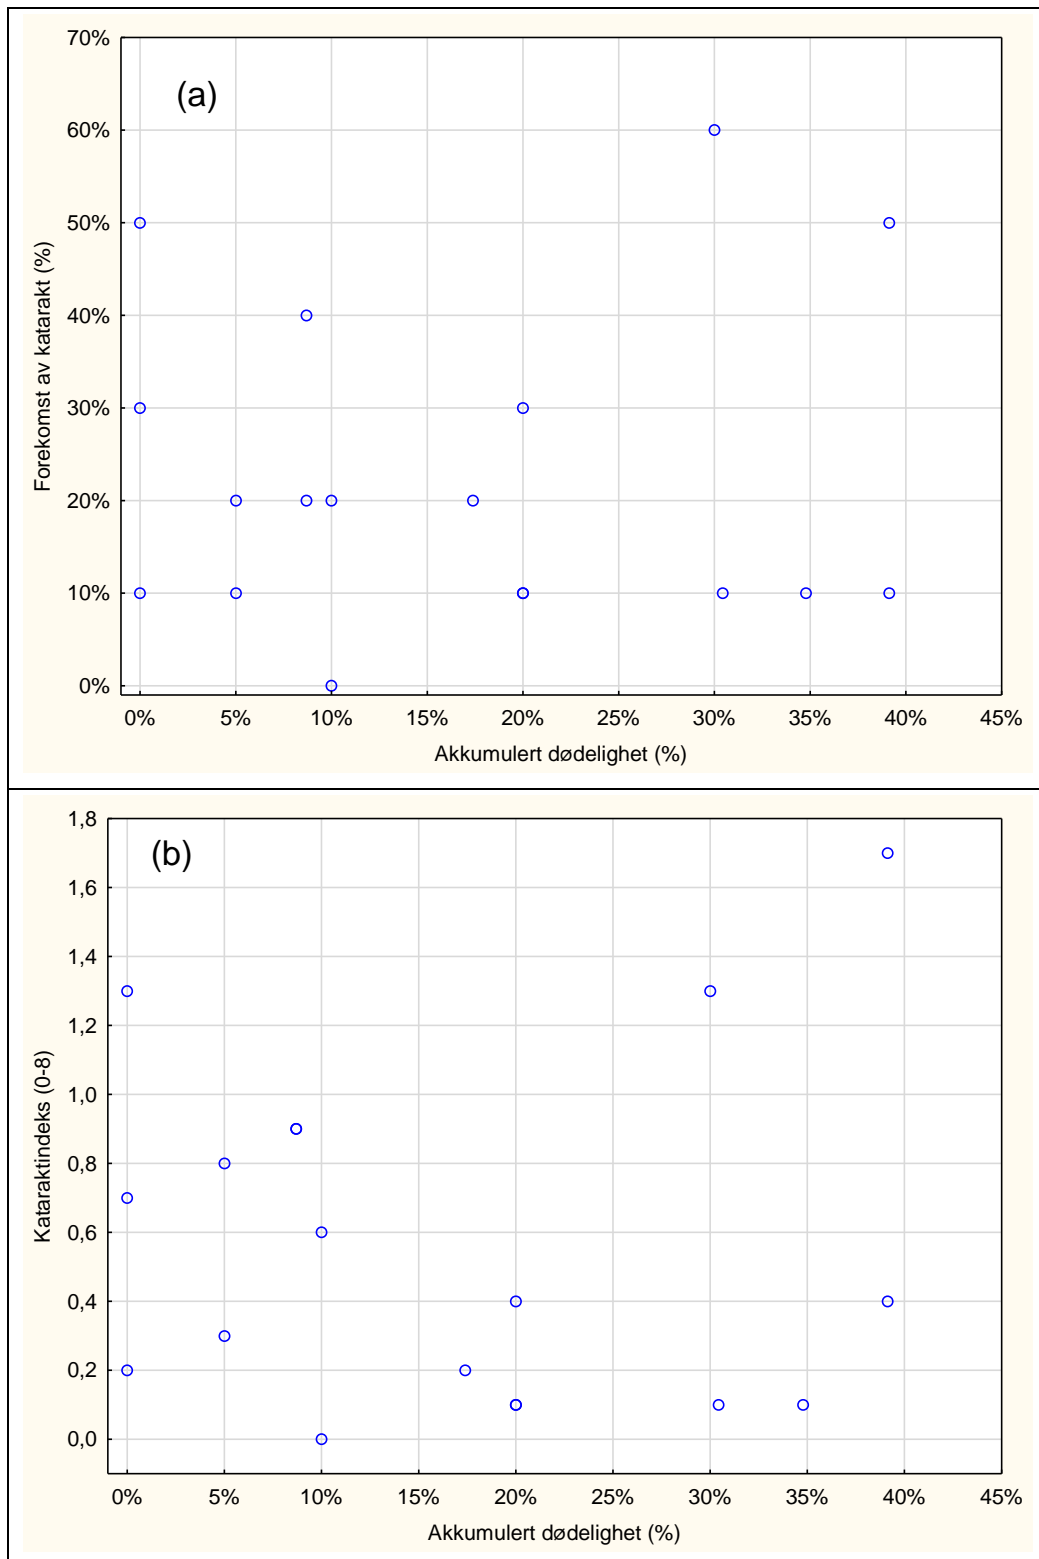 70%
(a)
60%
50%
40%
30%
20%
10%
0%
Forekomst av katarakt (%)
0% 5% 10% 15% 20% 25% 30% 35% 40% 45%
Akkumulert dødelighet (%)
1,8
(b)
1,6
1,4
1,2
1,0
0,8
0,6
0,4
0,2
0,0
Kataraktindeks (0-8)
0% 5% 10% 15% 20% 25% 30% 35% 40% 45%
Akkumulert dødelighet (%)